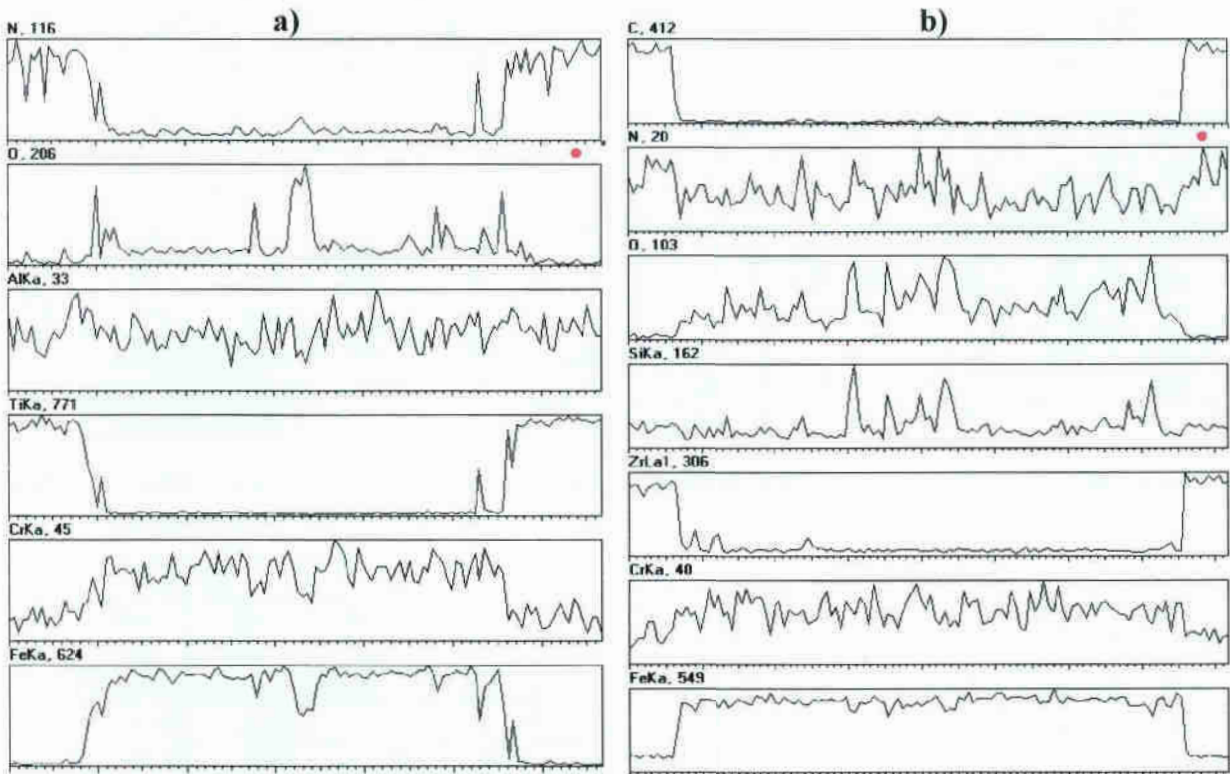 a)
N, 116
O, 206
AlKa, 33
TiKa, 771
CrKa, 45
FeKa, 624
b)
C, 412
N, 20
O, 103
SiKa, 162
ZrLa1, 306
CrKa, 40
FeKa, 549